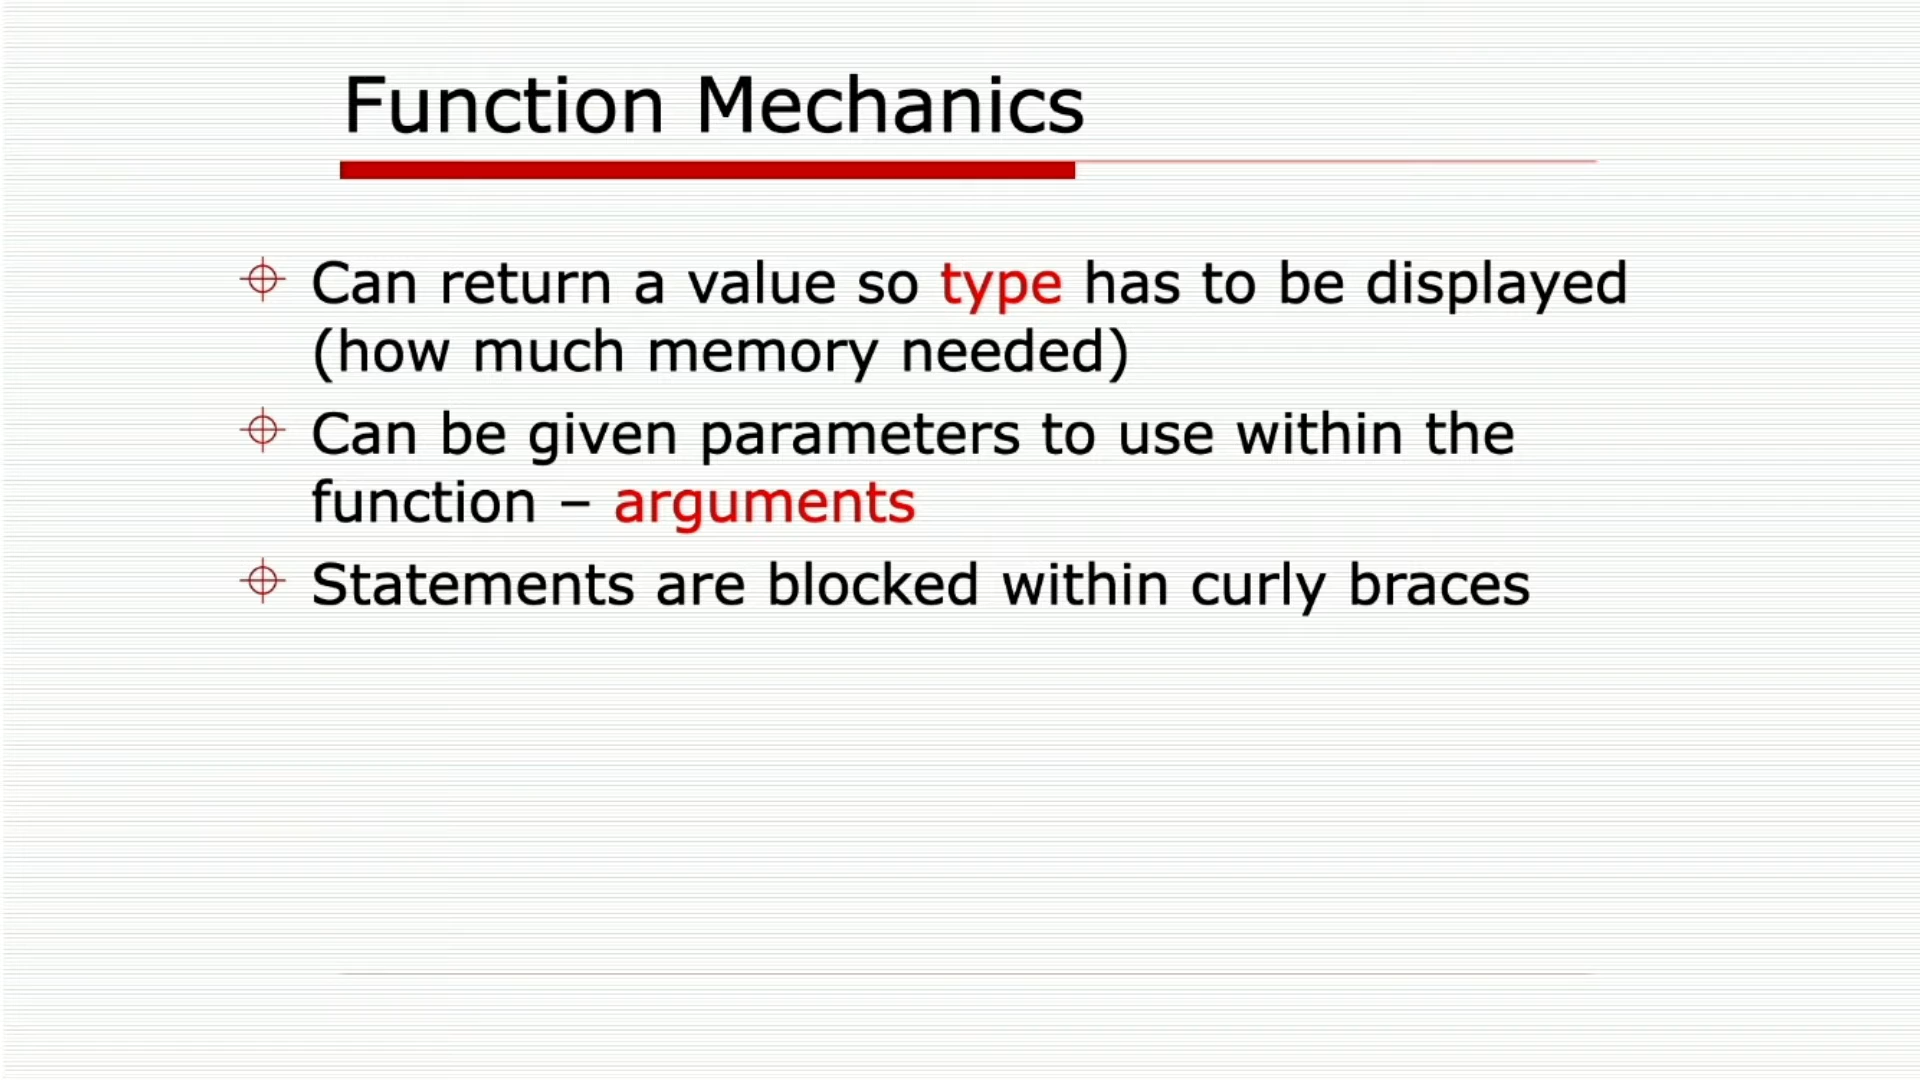 Function Mechanics
Can return a value so type has to be displayed
(how much memory needed)
Can be given parameters to use within the
function – arguments
Statements are blocked within curly braces